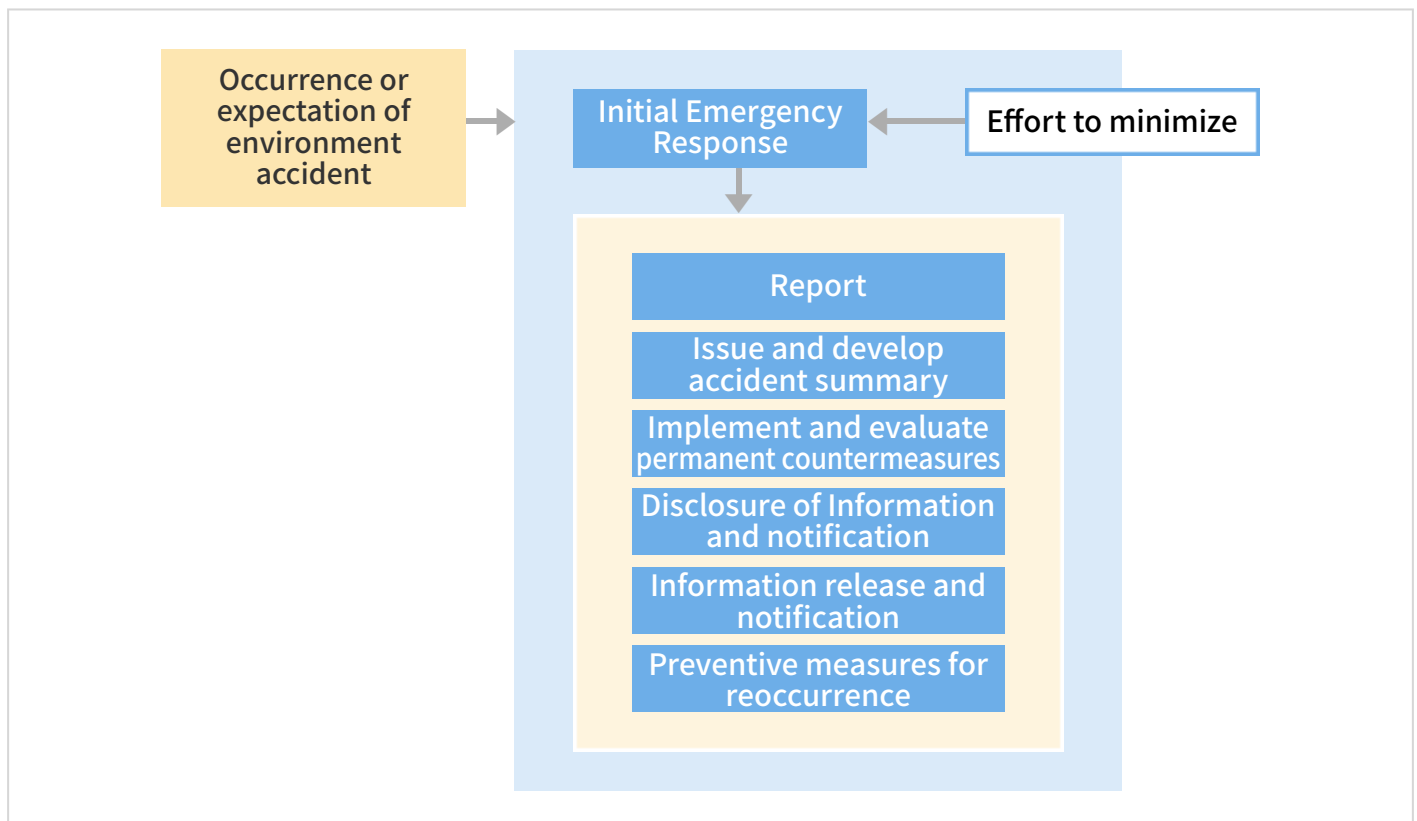 Occurrence or
expectation of
environment
accident
Initial Emergency
Response
Effort to minimize
Report
Issue and develop
accident summary
Implement and evaluate
permanent countermeasures
Disclosure of Information
and notification
Information release and
notification
Preventive measures for
reoccurrence